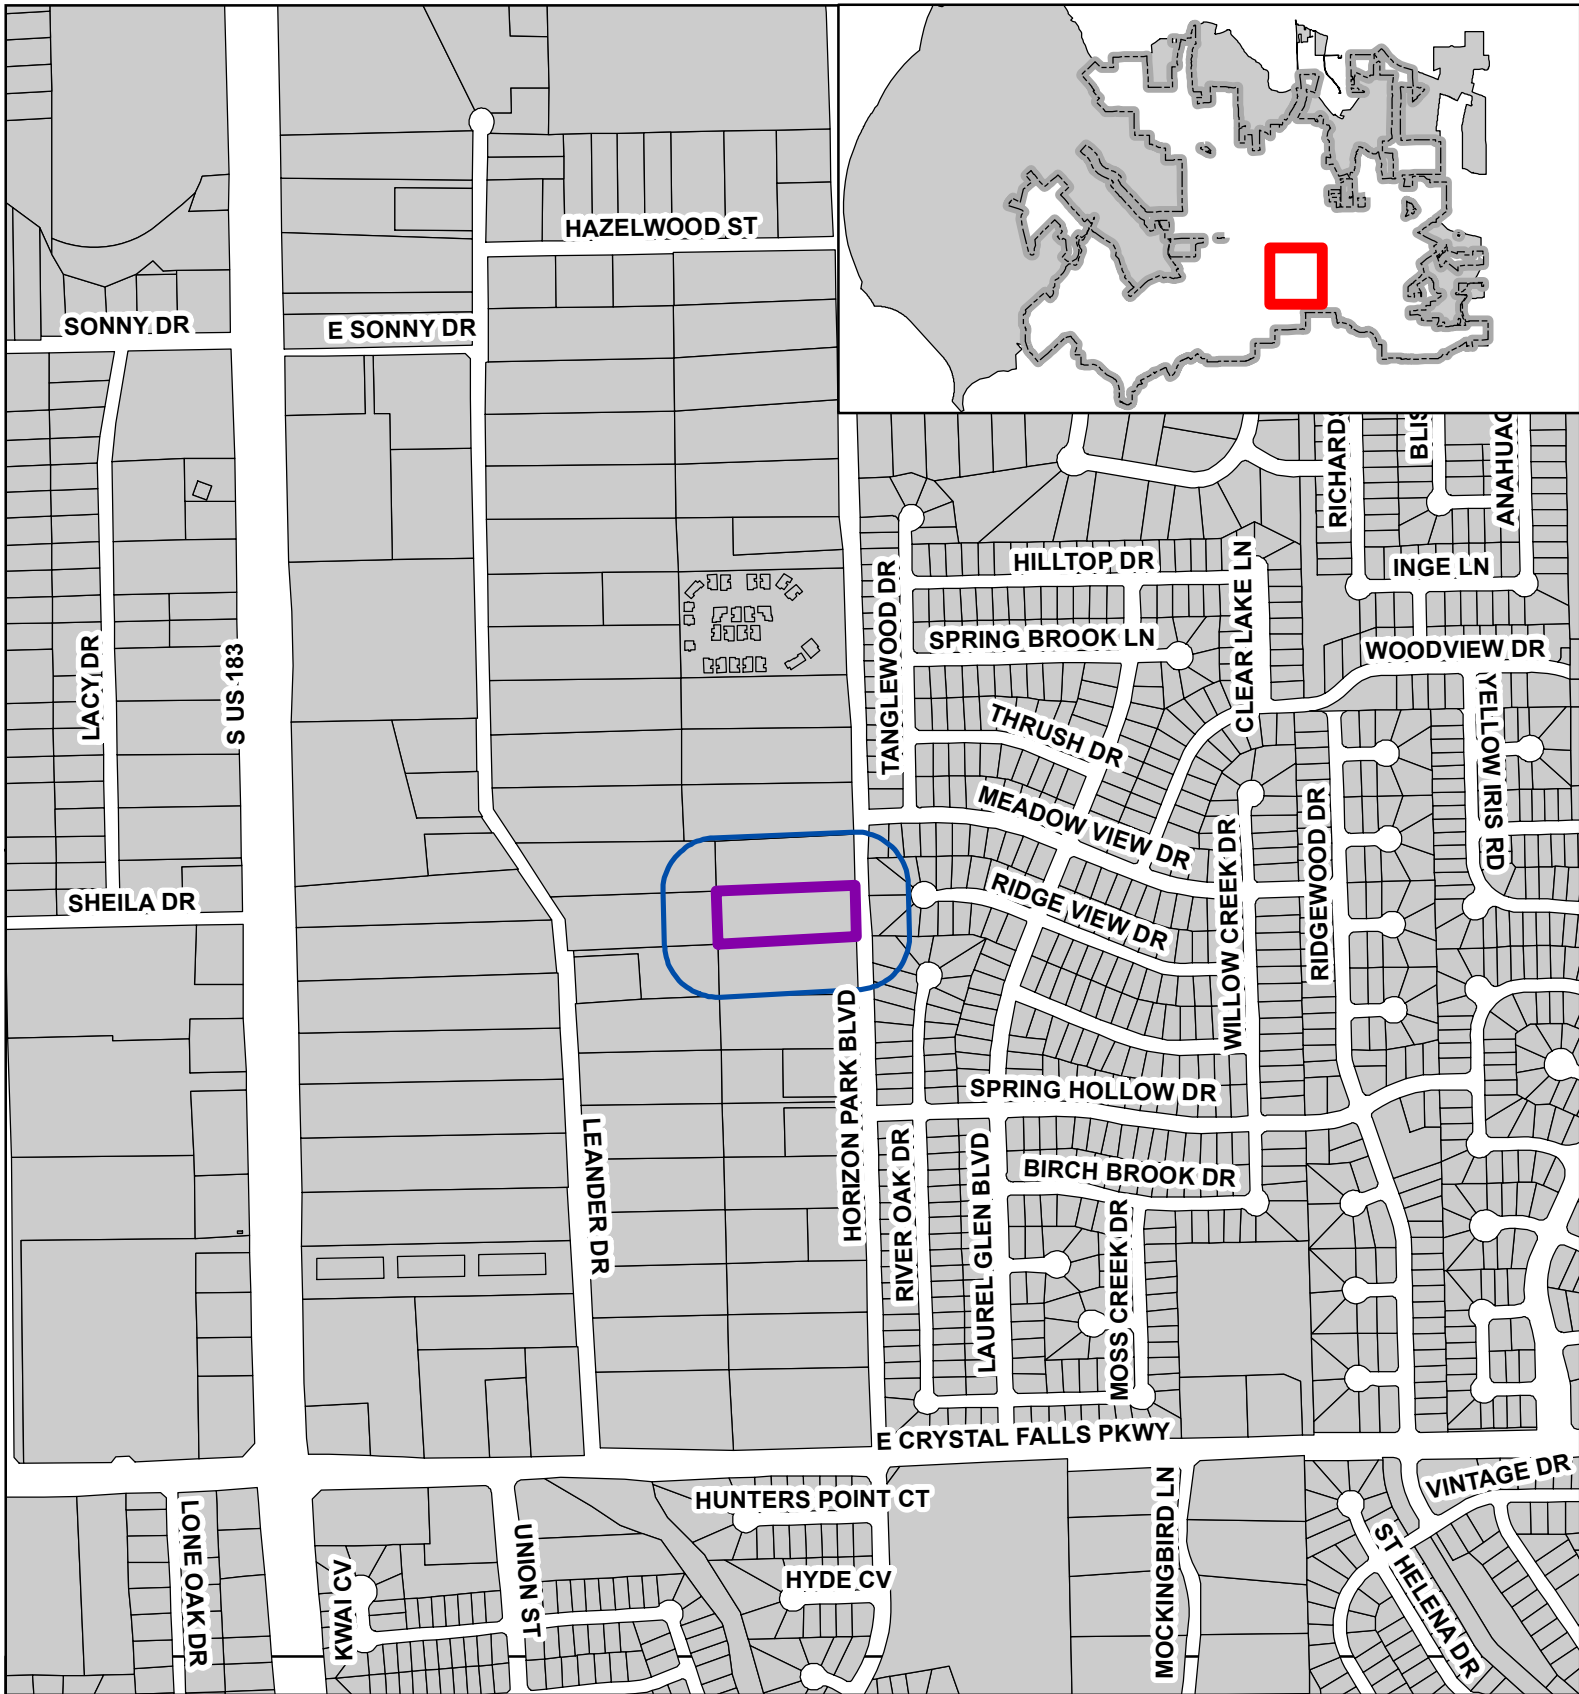 HAZELWOOD ST
SONNY DR
E SONNY DR
RICHARDS
BLIS
ANAHUAC
HILLTOP DR
INGE LN
TANGLEWOOD DR
CLEAR LAKE LN
SPRING BROOK LN
WOODVIEW DR
LACY DR
S US 183
YELLOW IRIS RD
THRUSH DR
MEADOW VIEW DR
RIDGEWOOD DR
WILLOW CREEK DR
RIDGE VIEW DR
SHEILA DR
HORIZON PARK BLVD
SPRING HOLLOW DR
LEANDER DR
RIVER OAK DR
LAUREL GLEN BLVD
BIRCH BROOK DR
MOSS CREEK DR
E CRYSTAL FALLS PKWY
VINTAGE DR
HUNTERS POINT CT
LONE OAK DR
UNION ST
MOCKINGBIRD LN
KWAI CV
HYDE CV
ST HELENA DR